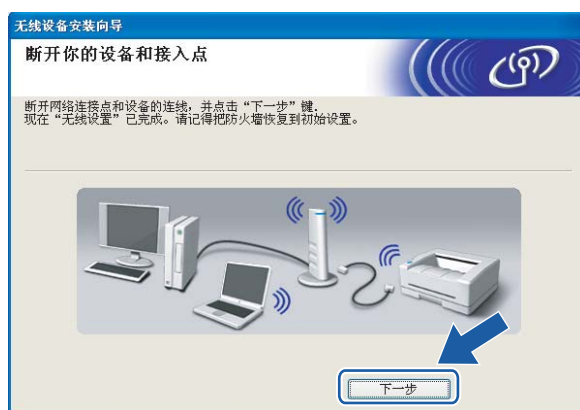 无线设备安装向导
断开你的设备和接入点
断开网络连接点和设备的连线，并点击“下一步”键.
现在“无线设置”已完成。请记得把防火墙恢复到初始设置。
下一步